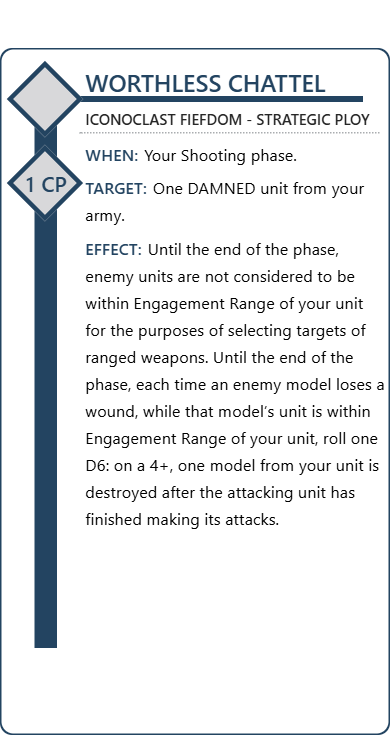 WORTHLESS CHATTEL
ICONOCLAST FIEFDOM - STRATEGIC PLOY
1 CP
WHEN: Your Shooting phase.
TARGET: One DAMNED unit from your
army.
EFFECT: Until the end of the phase,
enemy units are not considered to be
within Engagement Range of your unit
for the purposes of selecting targets of
ranged weapons. Until the end of the
phase, each time an enemy model loses a
wound, while that model’s unit is within
Engagement Range of your unit, roll one
D6: on a 4+, one model from your unit is
destroyed after the attacking unit has
finished making its attacks.